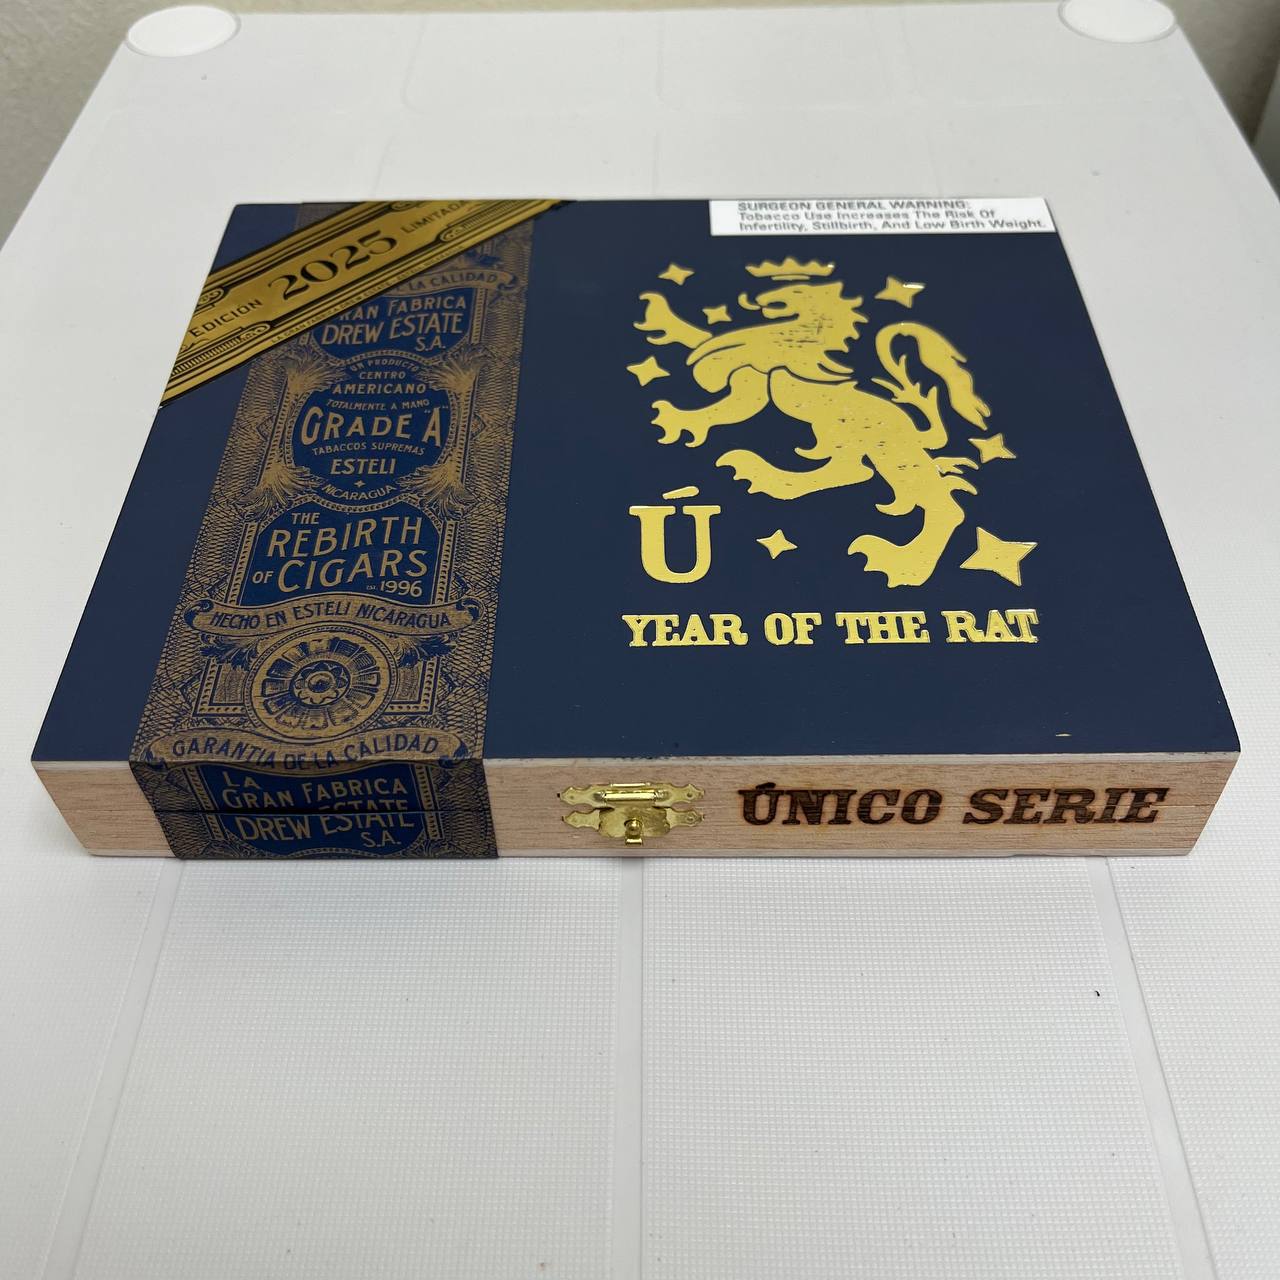 EDICION 2025 LIMITADA
SURGEON GENERAL WARNING:
Tobacco Use Increases The Risk Of
Infertility, Stillbirth, And Low Birth Weight.
LA CALIDAD
GRAN FABRICA
DREW ESTATE
S.A.
UN PRODUCTO
CENTRO
AMERICANO
TOTALMENTE A MANO
GRADE "A"
TABACCOS SUPREMAS
ESTELI
NICARAGUA
THE
REBIRTH
OF CIGARS
EST. 1996
HECHO EN ESTELI NICARAGUA
GARANTIA DE LA CALIDAD
Ú
YEAR OF THE RAT
LA
GRAN FABRICA
DREW ESTATE
S.A.
ÚNICO SERIE